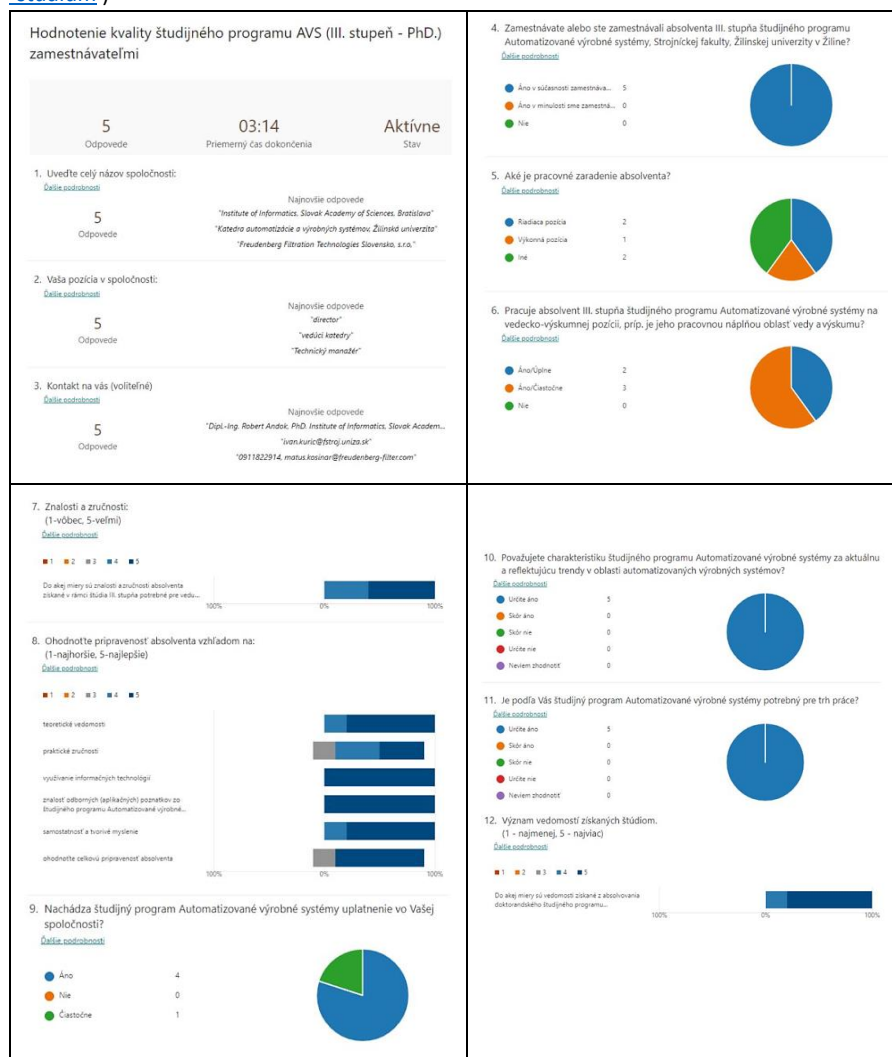 Hodnotenie kvality študijného programu AVS (III. stupeň - PhD.)
zamestnávateľmi
5
Odpovede
03:14
Priemerný čas dokončenia
Aktívne
Stav
1. Uveďte celý názov spoločnosti:
Ďalšie podrobnosti
5
Odpovede
Najnovšie odpovede
"Institute of Informatics, Slovak Academy of Sciences, Bratislava"
"Katedra automatizácie a výrobných systémov, Žilinská univerzita"
"Freudenberg Filtration Technologies Slovensko, s.r.o."
2. Vaša pozícia v spoločnosti:
Ďalšie podrobnosti
5
Odpovede
Najnovšie odpovede
"director"
"vedúci katedry"
"Technický manažér"
3. Kontakt na vás (voliteľné)
Ďalšie podrobnosti
5
Odpovede
Najnovšie odpovede
"Dipl.-Ing. Robert Andok, PhD. Institute of Informatics, Slovak Academ...
"ivan.kuric@fstroj.uniza.sk"
"0911822914, matus.kosinar@freudenberg-filter.com"
4. Zamestnávate alebo ste zamestnávali absolventa III. stupňa študijného programu
Automatizované výrobné systémy, Strojníckej fakulty, Žilinskej univerzity v Žiline?
Ďalšie podrobnosti
Áno v súčasnosti zamestnáva... 5
Áno v minulosti sme zamestná... 0
Nie 0
5. Aké je pracovné zaradenie absolventa?
Ďalšie podrobnosti
Riadiaca pozícia 2
Výkonná pozícia 1
Iné 2
6. Pracuje absolvent III. stupňa študijného programu Automatizované výrobné systémy na
vedecko-výskumnej pozícii, príp. je jeho pracovnou náplňou oblasť vedy a výskumu?
Ďalšie podrobnosti
Áno/Úplne 2
Áno/Čiastočne 3
Nie 0
7. Znalosti a zručnosti:
(1-vôbec, 5-veľmi)
Ďalšie podrobnosti
1 2 3 4 5
Do akej miery sú znalosti a zručnosti absolventa
získané v rámci štúdia III. stupňa potrebné pre vedu...
100% 0% 100%
8. Ohodnoťte pripravenosť absolventa vzhľadom na:
(1-najhoršie, 5-najlepšie)
Ďalšie podrobnosti
1 2 3 4 5
teoretické vedomosti
praktické zručnosti
využívanie informačných technológií
znalosť odborných (aplikačných) poznatkov zo
študijného programu Automatizované výrobné...
samostatnosť a tvorivé myslenie
ohodnoťte celkovú pripravenosť absolventa
100% 0% 100%
9. Nachádza študijný program Automatizované výrobné systémy uplatnenie vo Vašej
spoločnosti?
Ďalšie podrobnosti
Áno 4
Nie 0
Čiastočne 1
10. Považujete charakteristiku študijného programu Automatizované výrobné systémy za aktuálnu
a reflektujúcu trendy v oblasti automatizovaných výrobných systémov?
Ďalšie podrobnosti
Určite áno 5
Skôr áno 0
Skôr nie 0
Určite nie 0
Neviem zhodnotiť 0
11. Je podľa Vás študijný program Automatizované výrobné systémy potrebný pre trh práce?
Ďalšie podrobnosti
Určite áno 5
Skôr áno 0
Skôr nie 0
Určite nie 0
Neviem zhodnotiť 0
12. Význam vedomostí získaných štúdiom.
(1 - najmenej, 5 - najviac)
Ďalšie podrobnosti
1 2 3 4 5
Do akej miery sú vedomosti získané z absolvovania
doktorandského študijného programu...
100% 0% 100%